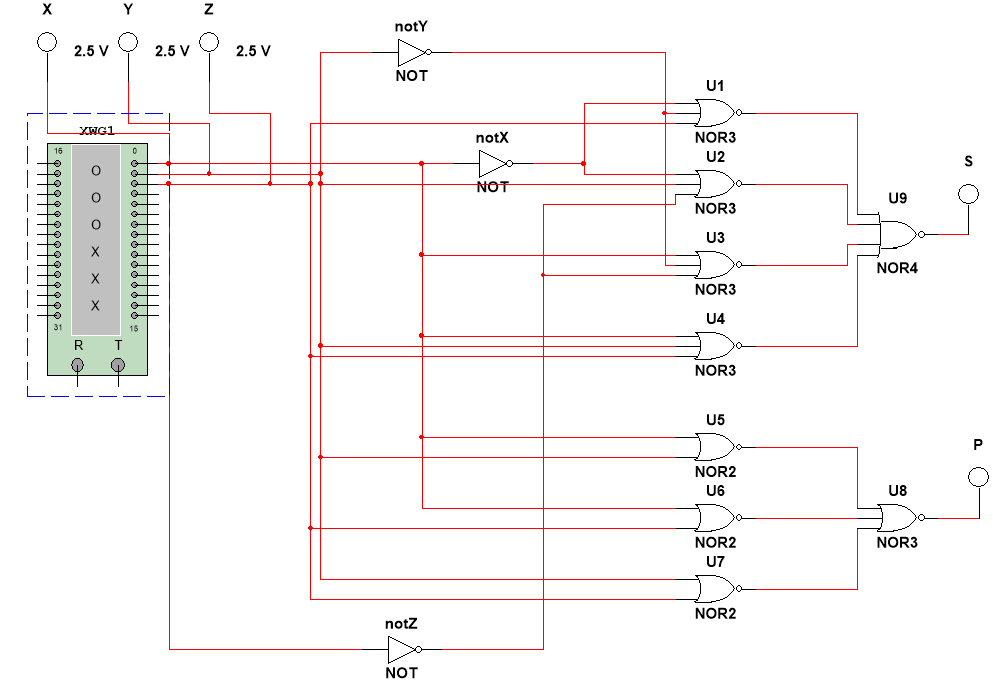 X Y Z
2.5 V 2.5 V 2.5 V
notY
NOT
U1
NOR3
XWG1
16 0
O
O
O
X
X
X
31 15
R T
notX
NOT
U2
NOR3
S
U9
NOR4
U3
NOR3
U4
NOR3
U5
NOR2
P
U6
NOR2
U8
NOR3
U7
NOR2
notZ
NOT